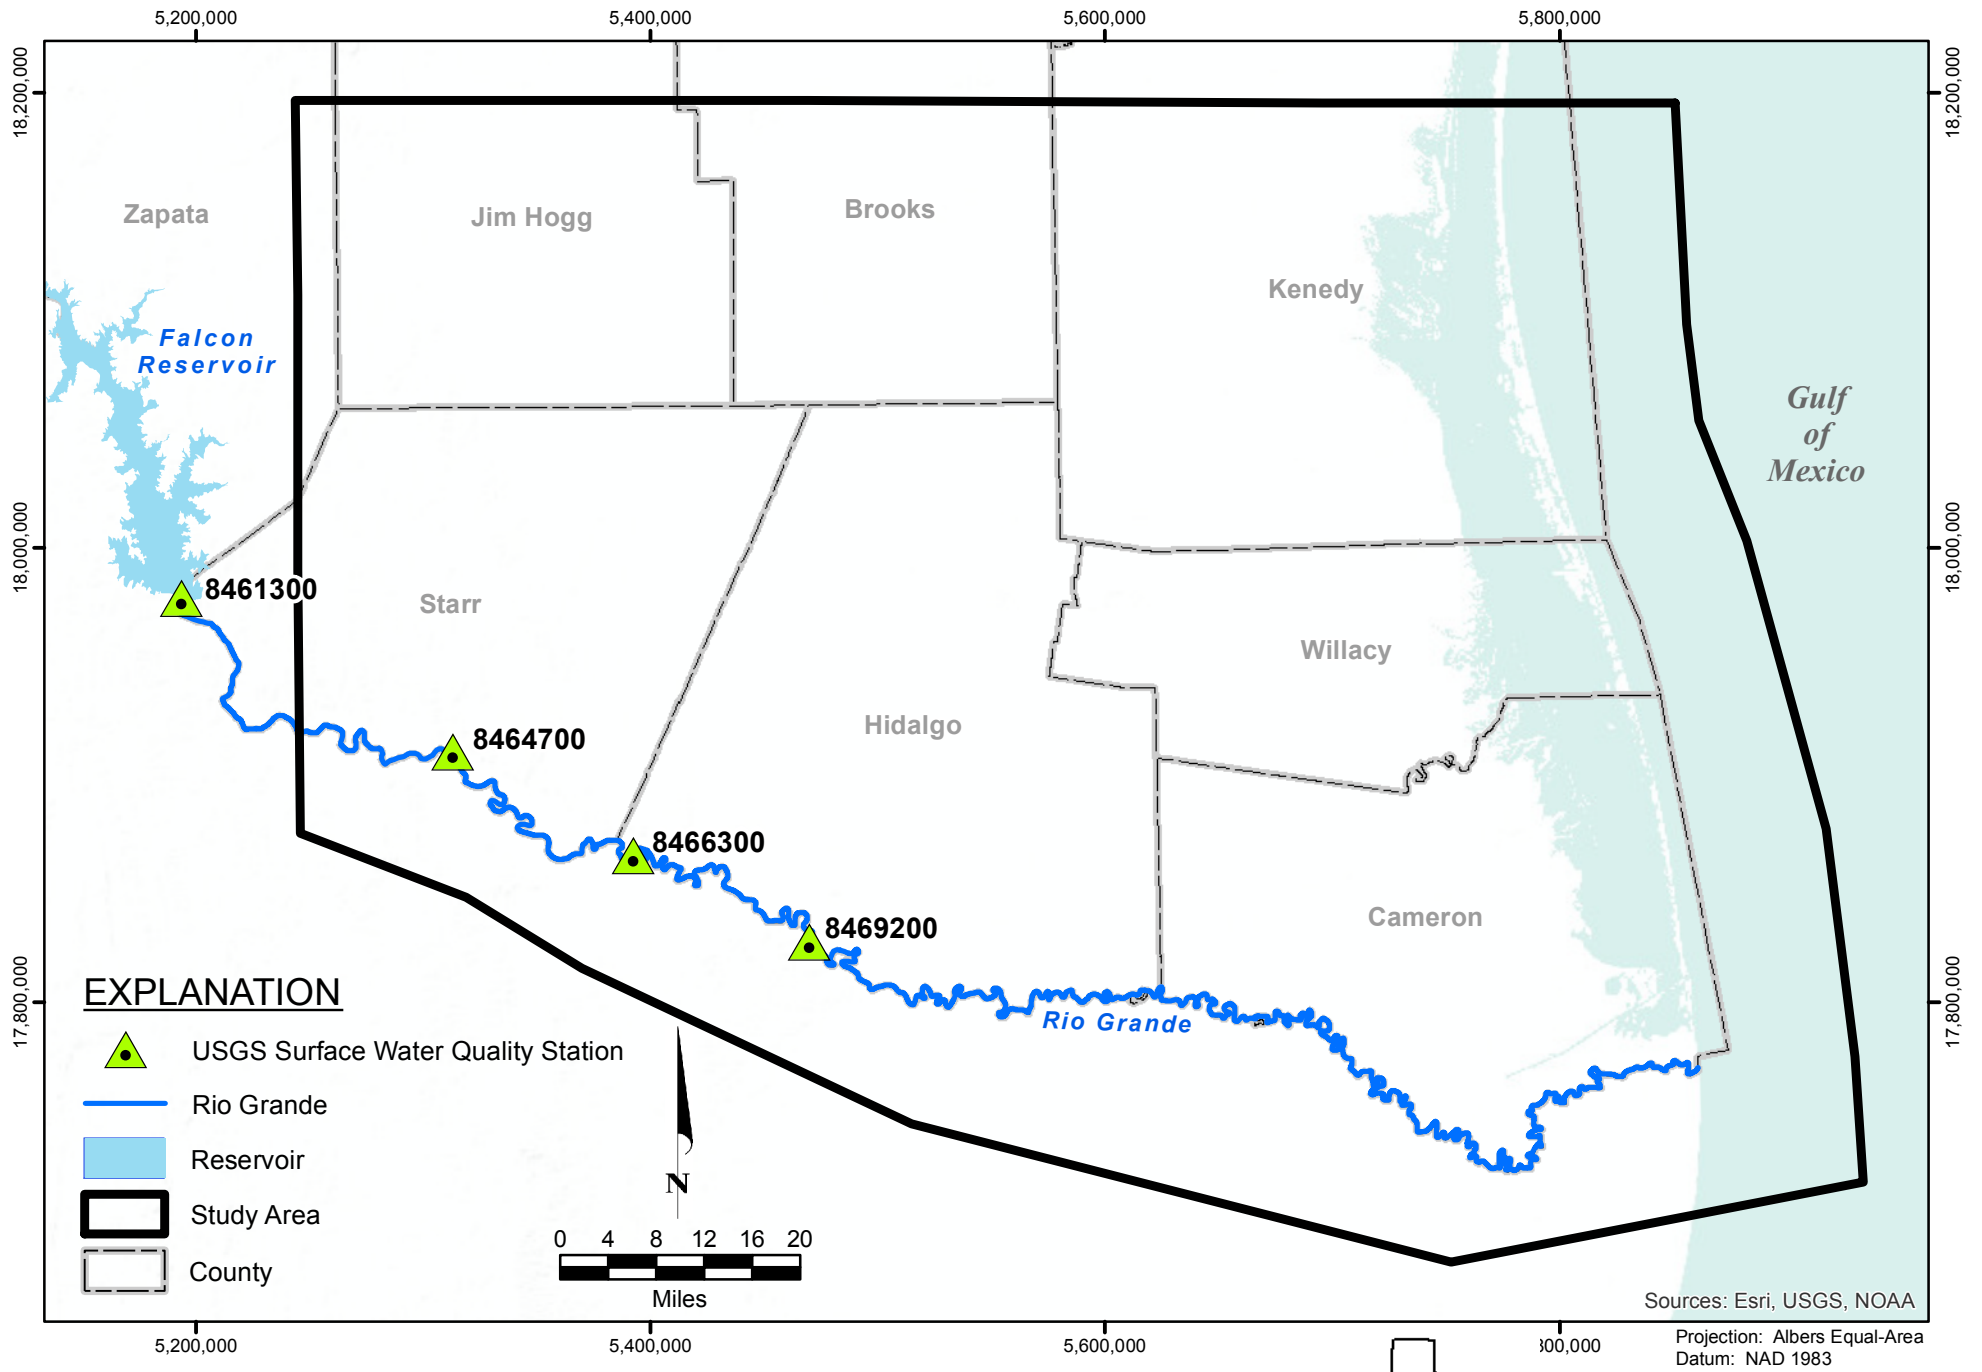 5,200,000
5,400,000
5,600,000
5,800,000
18,200,000
18,200,000
Zapata
Jim Hogg
Brooks
Kenedy
Falcon
Reservoir
Gulf
of
Mexico
18,000,000
18,000,000
8461300
Starr
Willacy
8464700
Hidalgo
8466300
Cameron
8469200
17,800,000
17,800,000
Rio Grande
EXPLANATION
USGS Surface Water Quality Station
Rio Grande
Reservoir
Study Area
County
N
0 4 8 12 16 20
Miles
Sources: Esri, USGS, NOAA
5,200,000
5,400,000
5,600,000
Projection: Albers Equal-Area
Datum: NAD 1983